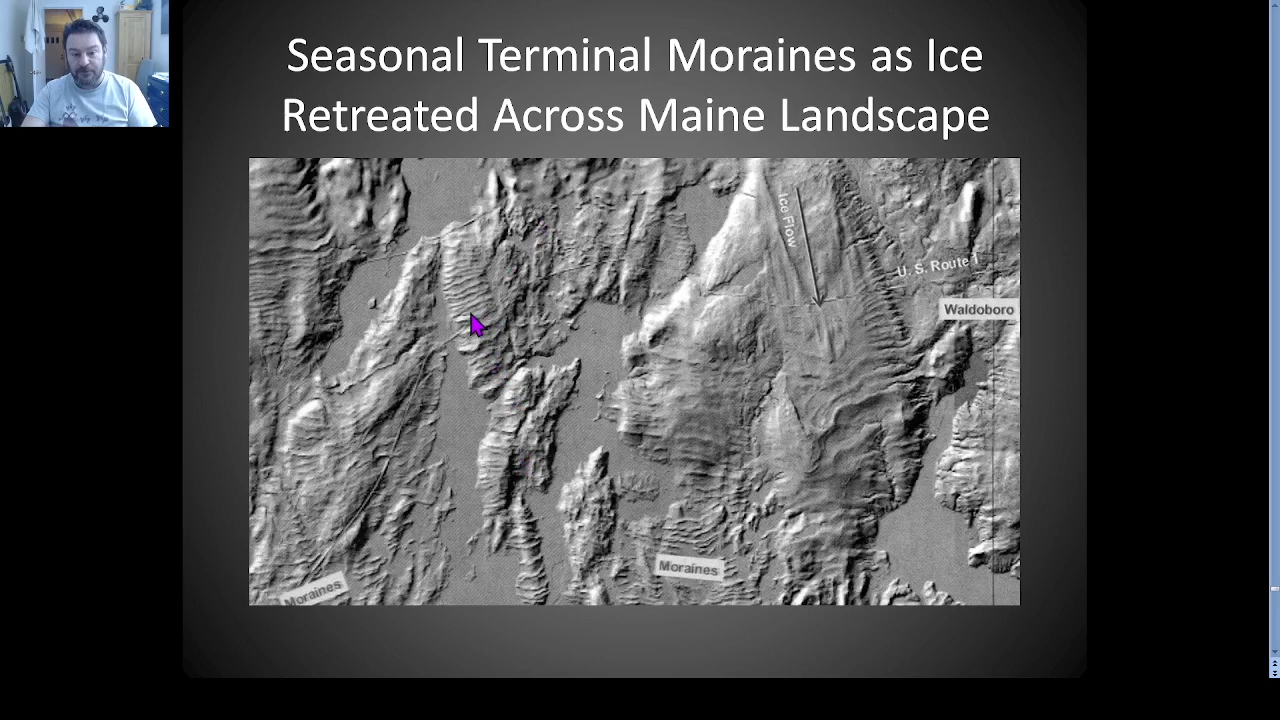 Seasonal Terminal Moraines as Ice
Retreated Across Maine Landscape
Ice Flow
U. S. Route 1
Waldoboro
Moraines
Moraines